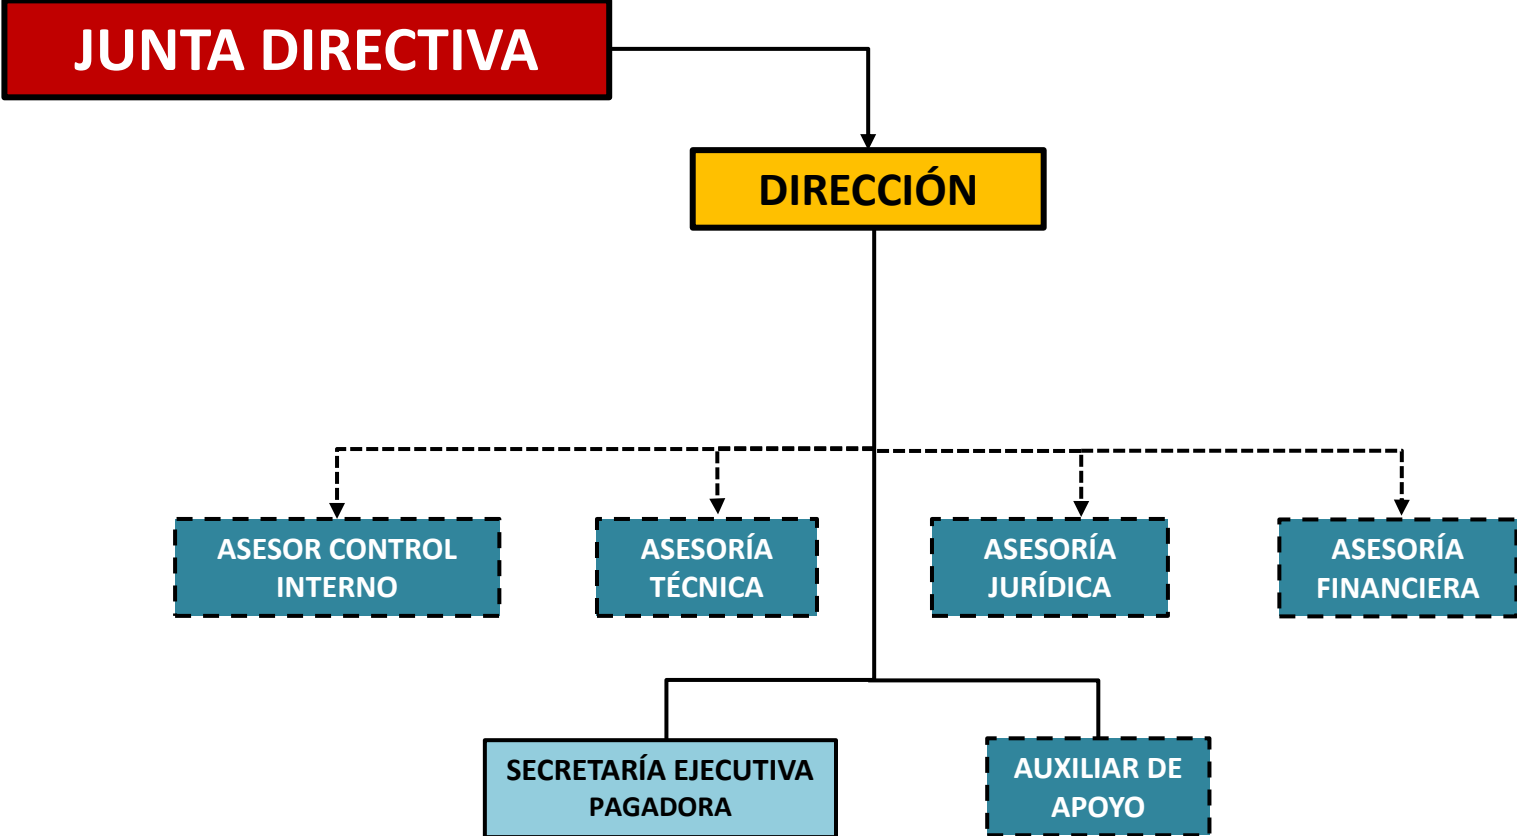 JUNTA DIRECTIVA
DIRECCIÓN
ASESOR CONTROL
INTERNO
ASESORÍA
TÉCNICA
ASESORÍA
JURÍDICA
ASESORÍA
FINANCIERA
SECRETARÍA EJECUTIVA
PAGADORA
AUXILIAR DE
APOYO